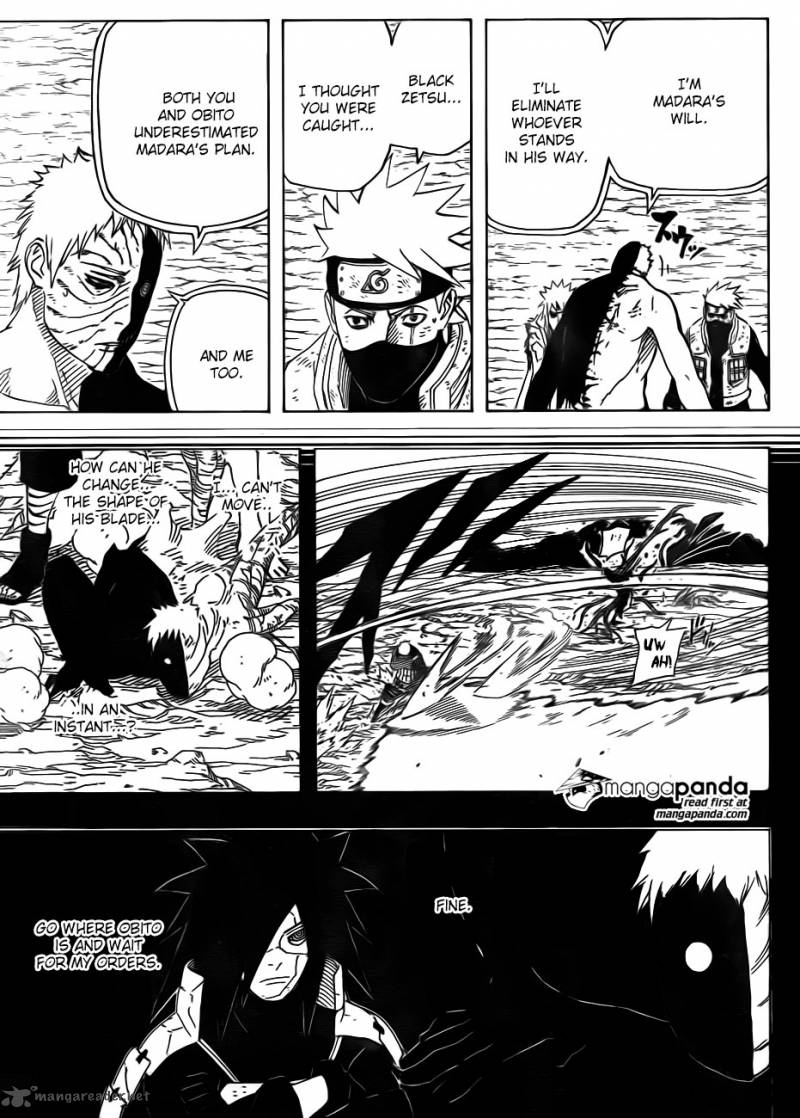 I'M
MADARA'S
WILL.
I'LL
ELIMINATE
WHOEVER
STANDS
IN HIS
WAY.
ズウッ
BLACK
ZETSU...
I THOUGHT
YOU WERE
CAUGHT...
BOTH YOU
AND OBITO
UNDERESTIMATED
MADARA'S PLAN.
AND ME
TOO.
UW
AH!
I... CAN'T
MOVE..
HOW CAN HE
CHANGE...
THE SHAPE OF
HIS BLADE...
..IN AN
INSTANT...?
mangapanda
read first at
mangapanda.com
FINE.
GO WHERE OBITO
IS AND WAIT
FOR MY ORDERS.
mangareader.net